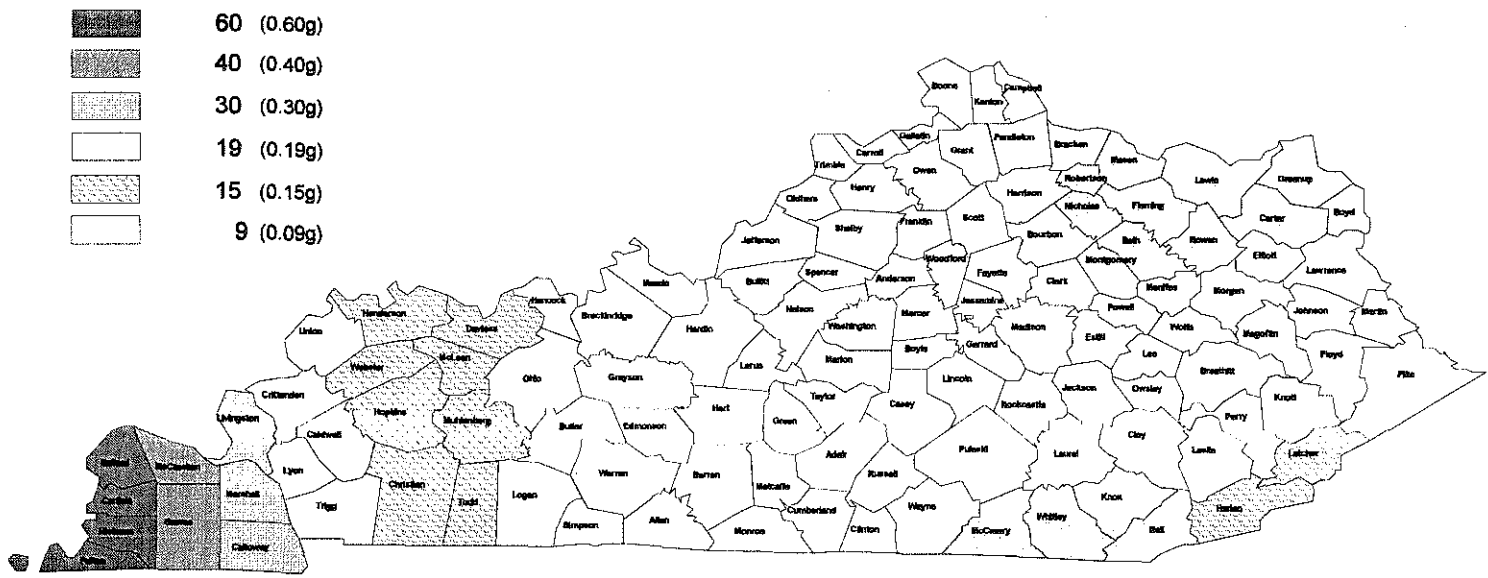 60 (0.60g)
40 (0.40g)
30 (0.30g)
19 (0.19g)
15 (0.15g)
9 (0.09g)
Boone
Kenton
Campbell
Gallatin
Grant
Pendleton
Bracken
Mason
Lewis
Greenup
Carroll
Trimble
Owen
Robertson
Henry
Harrison
Nicholas
Fleming
Carter
Boyd
Oldham
Franklin
Scott
Shelby
Bourbon
Bath
Rowan
Elliott
Jefferson
Woodford
Fayette
Montgomery
Lawrence
Spencer
Anderson
Clark
Menifee
Morgan
Bullitt
Meade
Jessamine
Hancock
Henderson
Daviess
Breckinridge
Nelson
Mercer
Powell
Johnson
Martin
Union
Hardin
Washington
Madison
Estill
Wolfe
Magoffin
McLean
Boyle
Garrard
Lee
Floyd
Webster
Larue
Marion
Ohio
Grayson
Lincoln
Jackson
Owsley
Breathitt
Pike
Crittenden
Taylor
Casey
Rockcastle
Knott
Livingston
Hopkins
Hart
Muhlenberg
Green
Perry
Caldwell
Butler
Edmonson
Clay
Adair
Pulaski
Laurel
Leslie
Letcher
Ballard
McCracken
Lyon
Warren
Barren
Russell
Christian
Todd
Logan
Metcalfe
Carlisle
Marshall
Trigg
Knox
Cumberland
Wayne
Harlan
Graves
Simpson
Allen
Monroe
Clinton
McCreary
Whitley
Bell
Hickman
Calloway
Fulton